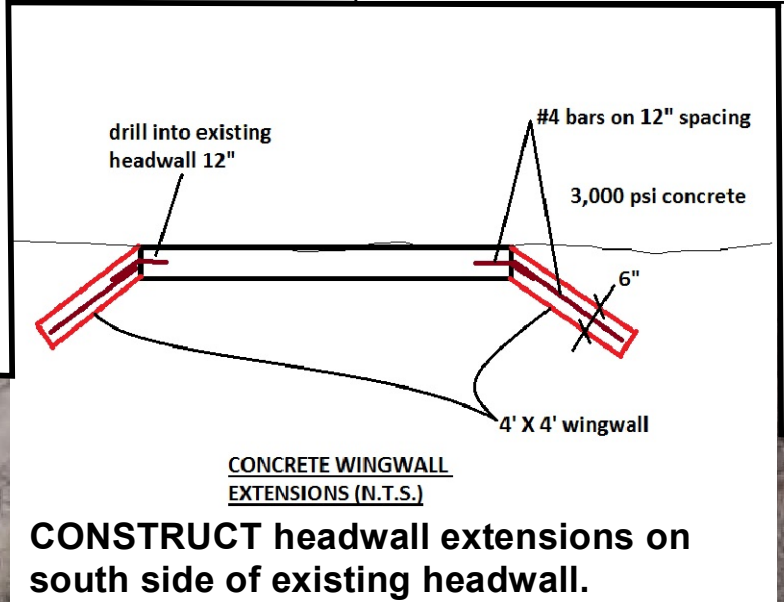 drill into existing
headwall 12"
#4 bars on 12" spacing
3,000 psi concrete
6"
4' X 4' wingwall
CONCRETE WINGWALL
EXTENSIONS (N.T.S.)
CONSTRUCT headwall extensions on
south side of existing headwall.